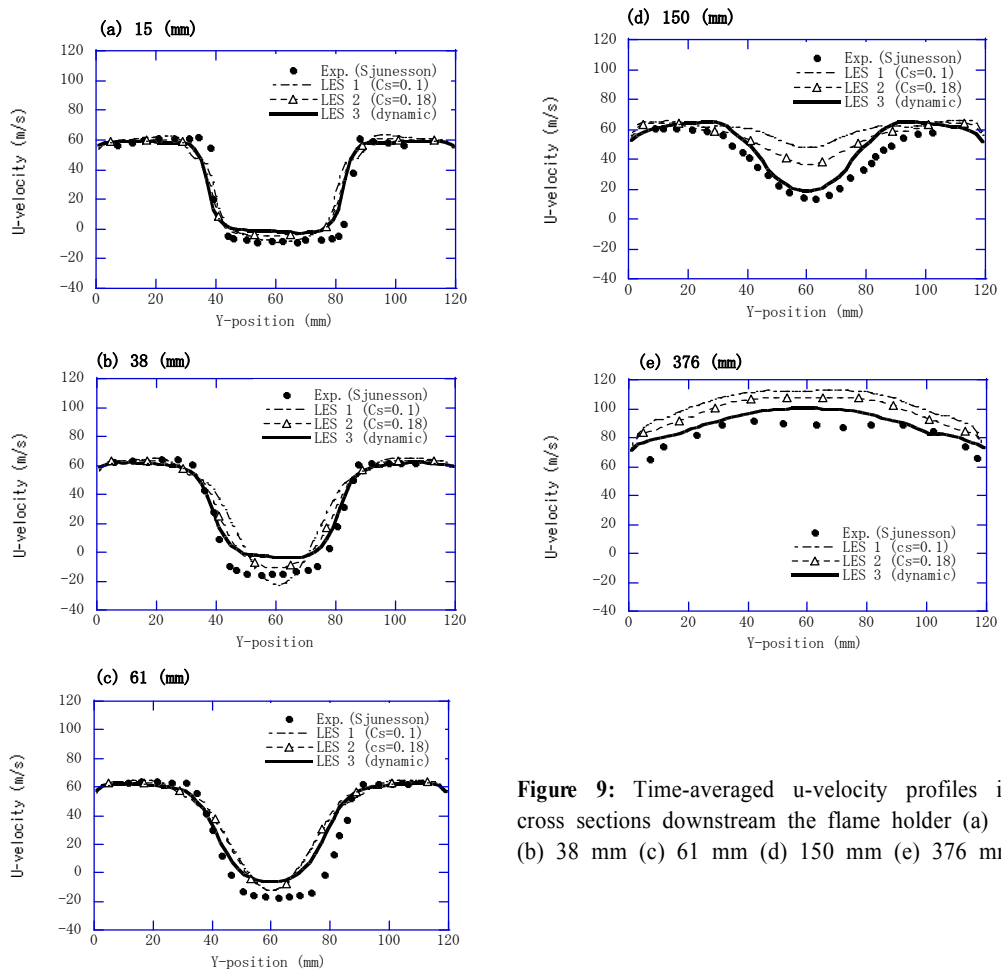 (a) 15 (mm)
120
100
80
60
40
20
0
-20
-40
U-velocity (m/s)
Exp. (Sjunesson)
LES 1 (Cs=0.1)
LES 2 (Cs=0.18)
LES 3 (dynamic)
0 20 40 60 80 100 120
Y-position (mm)
(b) 38 (mm)
120
100
80
60
40
20
0
-20
-40
U-velocity (m/s)
Exp. (Sjunesson)
LES 1 (Cs=0.1)
LES 2 (Cs=0.18)
LES 3 (dynamic)
0 20 40 60 80 100 120
Y-position
(c) 61 (mm)
120
100
80
60
40
20
0
-20
-40
U-velocity (m/s)
Exp. (Sjunesson)
LES 1 (Cs=0.1)
LES 2 (cs=0.18)
LES 3 (dynamic)
0 20 40 60 80 100 120
Y-position (mm)
(d) 150 (mm)
120
100
80
60
40
20
0
-20
-40
U-velocity (m/s)
Exp. (Sjunesson)
LES 1 (Cs=0.1)
LES 2 (Cs=0.18)
LES 3 (dynamic)
0 20 40 60 80 100 120
Y-position (mm)
(e) 376 (mm)
120
100
80
60
40
20
0
-20
-40
U-velocity (m/s)
Exp. (Sjunesson)
LES 1 (cs=0.1)
LES 2 (Cs=0.18)
LES 3 (dynamic)
0 20 40 60 80 100 120
Y-position (mm)
Figure 9: Time-averaged u-velocity profiles i
cross sections downstream the flame holder (a)
(b) 38 mm (c) 61 mm (d) 150 mm (e) 376 m